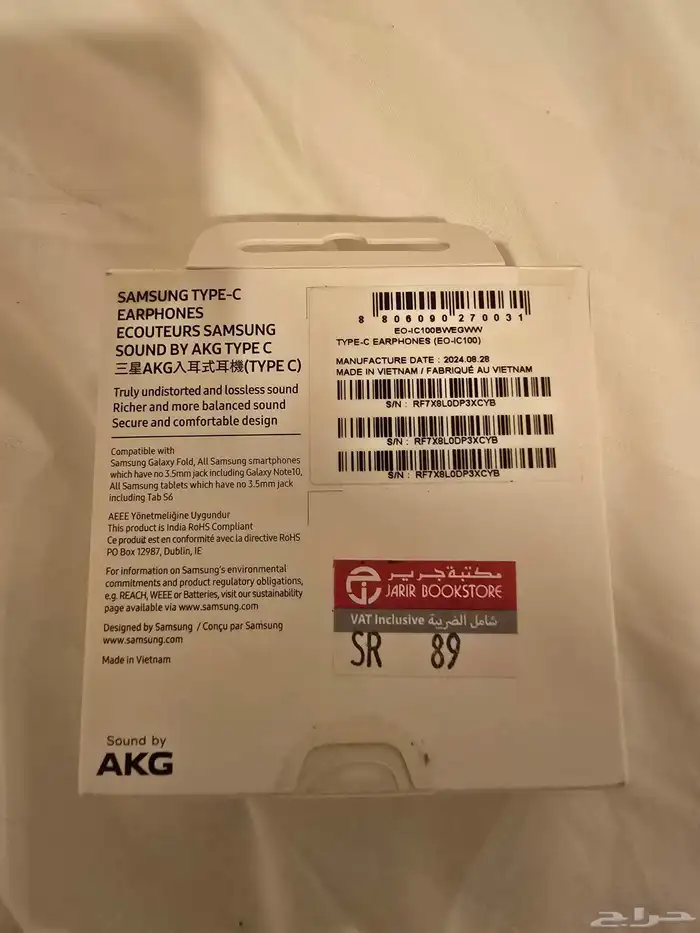 SAMSUNG TYPE-C
EARPHONES
ECOUTEURS SAMSUNG
SOUND BY AKG TYPE C
三星AKG入耳式耳機(TYPE C)
Truly undistorted and lossless sound
Richer and more balanced sound
Secure and comfortable design
Compatible with
Samsung Galaxy Fold, All Samsung smartphones
which have no 3.5mm jack including Galaxy Note10,
All Samsung tablets which have no 3.5mm jack
including Tab S6
AEEE Yönetmeliğine Uygundur
This product is India RoHS Compliant
Ce produit est en conformité avec la directive RoHS
PO Box 12987, Dublin, IE
For information on Samsung's environmental
commitments and product regulatory obligations,
e.g. REACH, WEEE or Batteries, visit our sustainability
page available via www.samsung.com
Designed by Samsung / Conçu par Samsung
www.samsung.com
Made in Vietnam
Sound by
AKG
8 806090 270031
EO-IC100BWEGWW
TYPE-C EARPHONES (EO-IC100)
MANUFACTURE DATE : 2024.08.28
MADE IN VIETNAM / FABRIQUÉ AU VIETNAM
S/N : RF7X8L0DP3XCYB
S/N : RF7X8L0DP3XCYB
S/N : RF7X8L0DP3XCYB
مكتبة جرير
JARIR BOOKSTORE
VAT Inclusive شامل الضريبة
SR 89
حراج